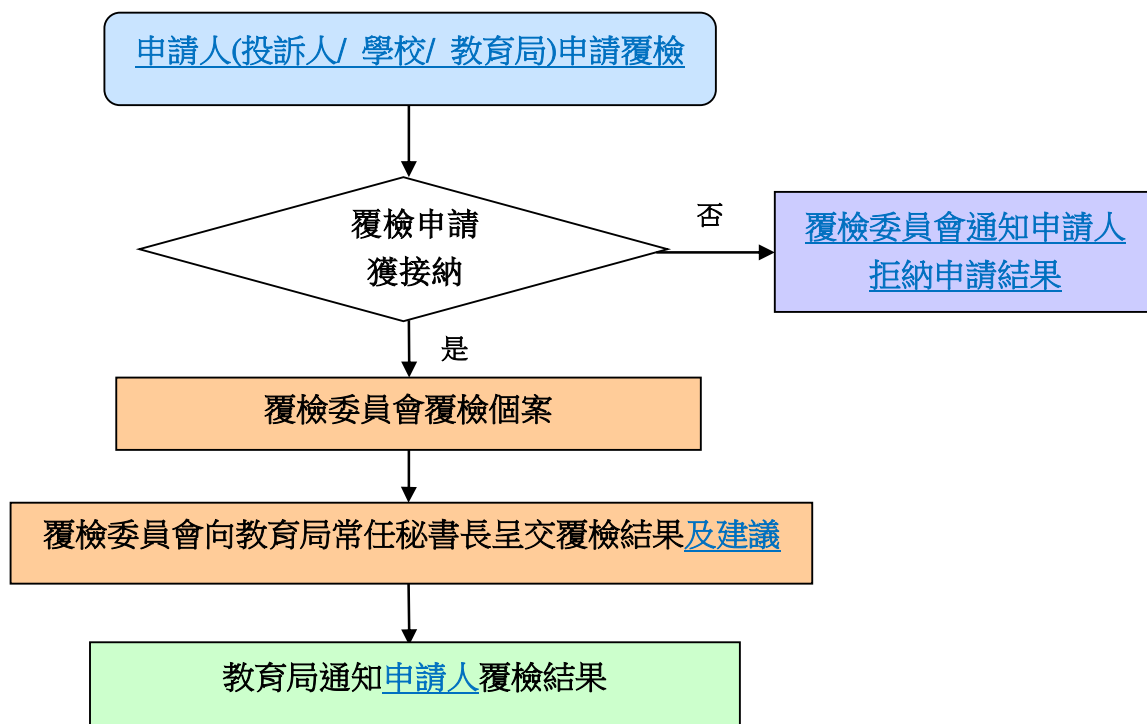 申請人(投訴人/ 學校/ 教育局)申請覆檢
覆檢申請
獲接納
否
覆檢委員會通知申請人
拒納申請結果
是
覆檢委員會覆檢個案
覆檢委員會向教育局常任秘書長呈交覆檢結果及建議
教育局通知申請人覆檢結果